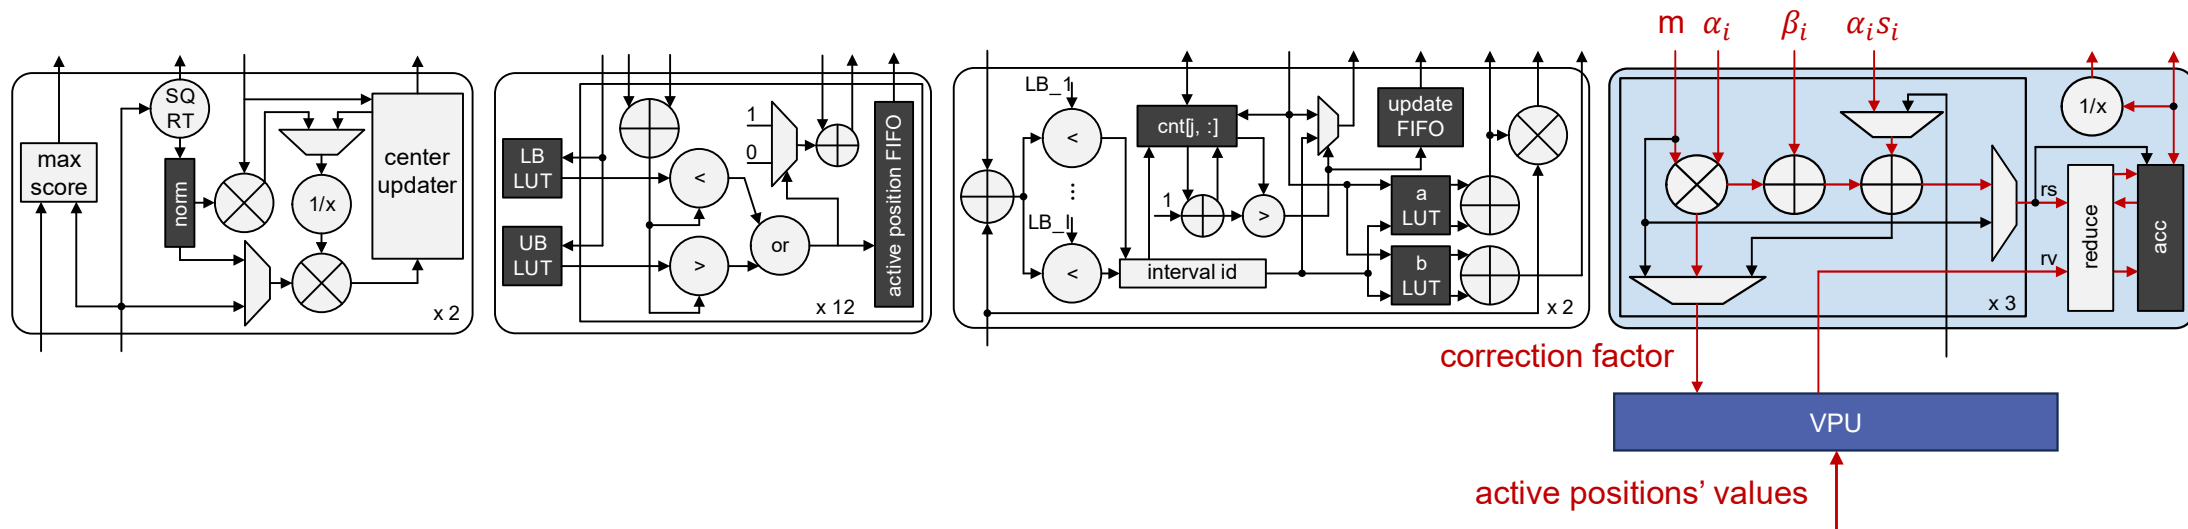 max
score
SQ
RT
norm
1/x
center
updater
x 2
LB
LUT
UB
LUT
<
>
or
1
0
active position FIFO
x 12
LB_1
<
...
LB_I
<
cnt[j, :]
1
>
interval id
update
FIFO
a
LUT
b
LUT
x 2
m
α_i
β_i
α_i s_i
1/x
rs
rv
reduce
acc
x 3
correction factor
VPU
active positions' values